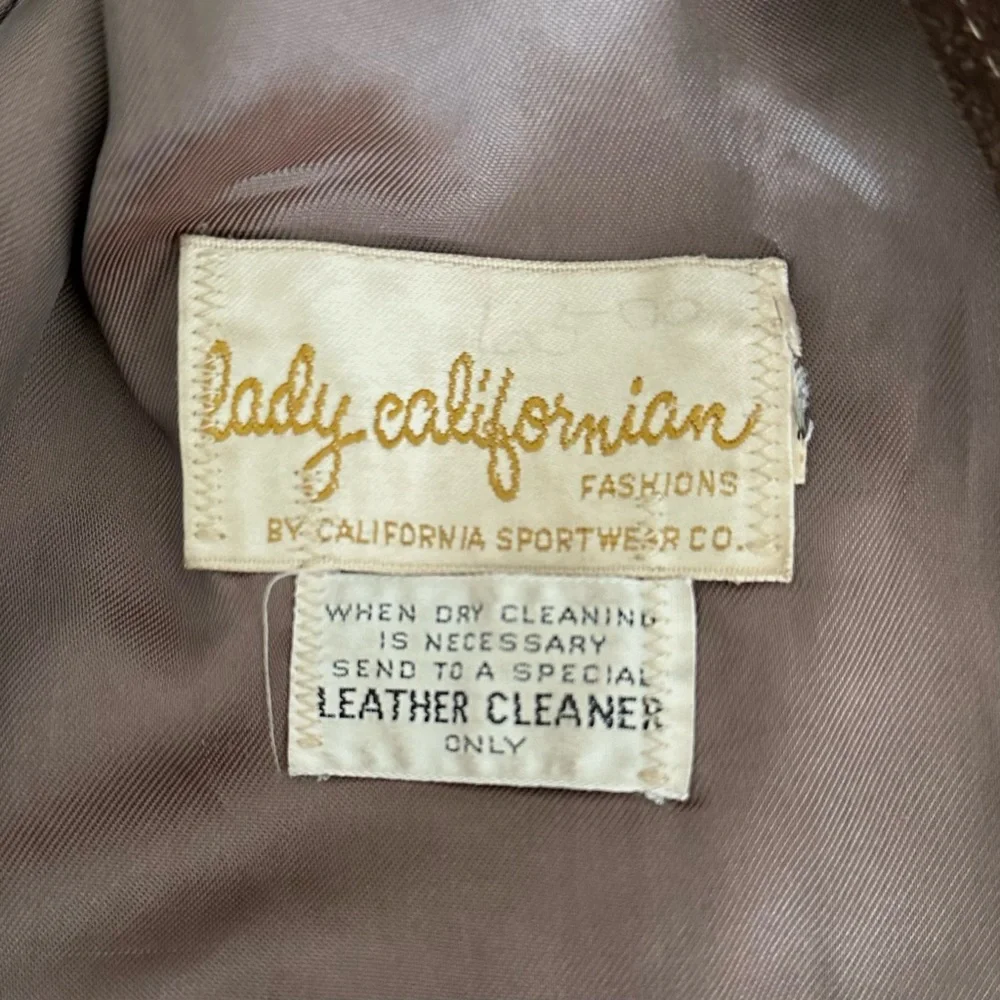 lady californian
FASHIONS
BY CALIFORNIA SPORTWEAR CO.
WHEN DRY CLEANING
IS NECESSARY
SEND TO A SPECIAL
LEATHER CLEANER
ONLY